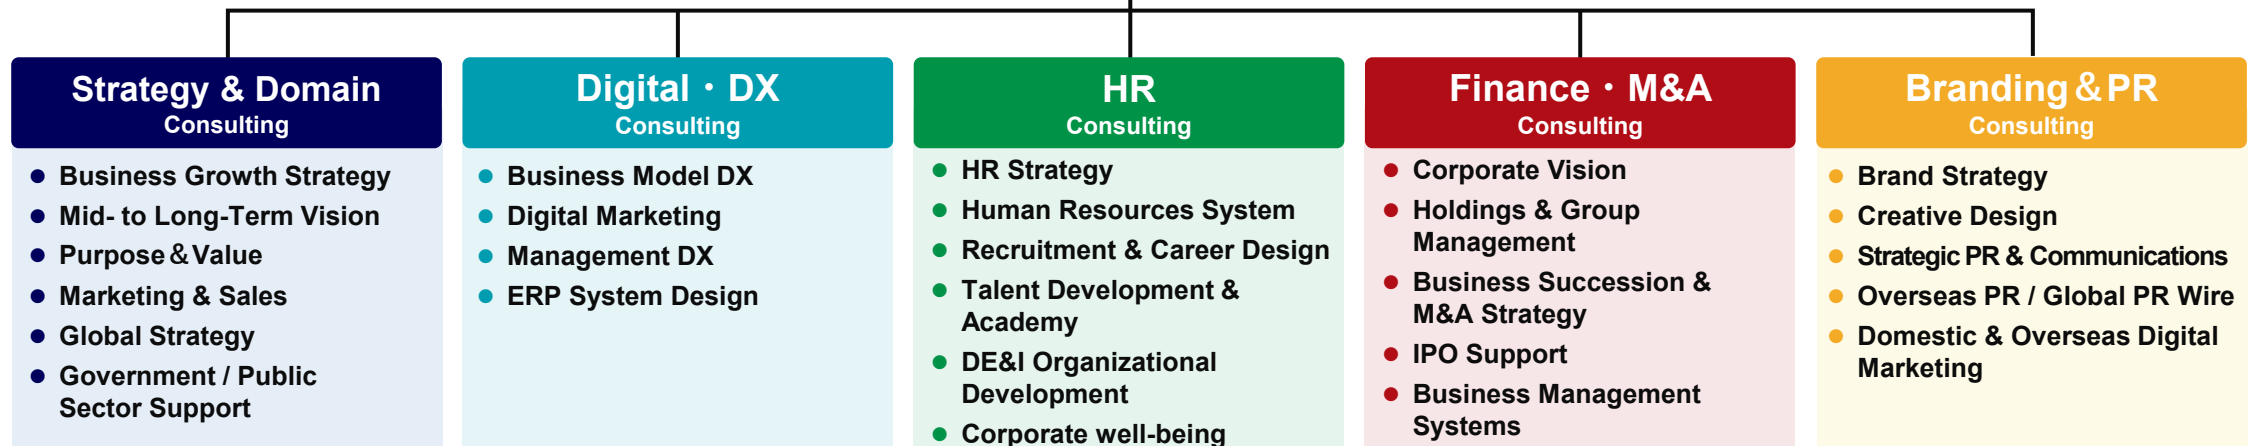 Strategy & Domain
Consulting
● Business Growth Strategy
● Mid- to Long-Term Vision
● Purpose＆Value
● Marketing & Sales
● Global Strategy
● Government / Public
Sector Support
Digital・DX
Consulting
● Business Model DX
● Digital Marketing
● Management DX
● ERP System Design
HR
Consulting
● HR Strategy
● Human Resources System
● Recruitment & Career Design
● Talent Development &
Academy
● DE&I Organizational
Development
● Corporate well-being
Finance・M&A
Consulting
● Corporate Vision
● Holdings & Group
Management
● Business Succession &
M&A Strategy
● IPO Support
● Business Management
Systems
Branding＆PR
Consulting
● Brand Strategy
● Creative Design
● Strategic PR & Communications
● Overseas PR / Global PR Wire
● Domestic & Overseas Digital
Marketing